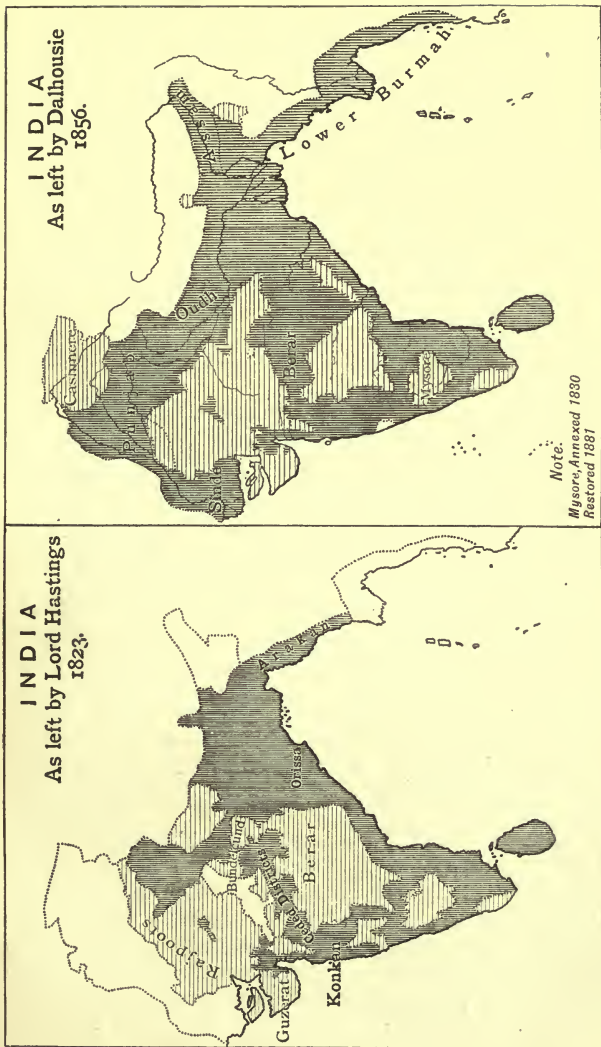 INDIA
As left by Lord Hastings
1823.
Rajpoots
Bundelkund
Ceded Districts
Berar
Orissa
Arakan
Guzerat
Konkan
INDIA
As left by Dalhousie
1856.
Cashmere
Punjab
Sinde
Oudh
Assam
Lower Burmah
Berar
Mysore
Note.
Mysore, Annexed 1830
Restored 1881